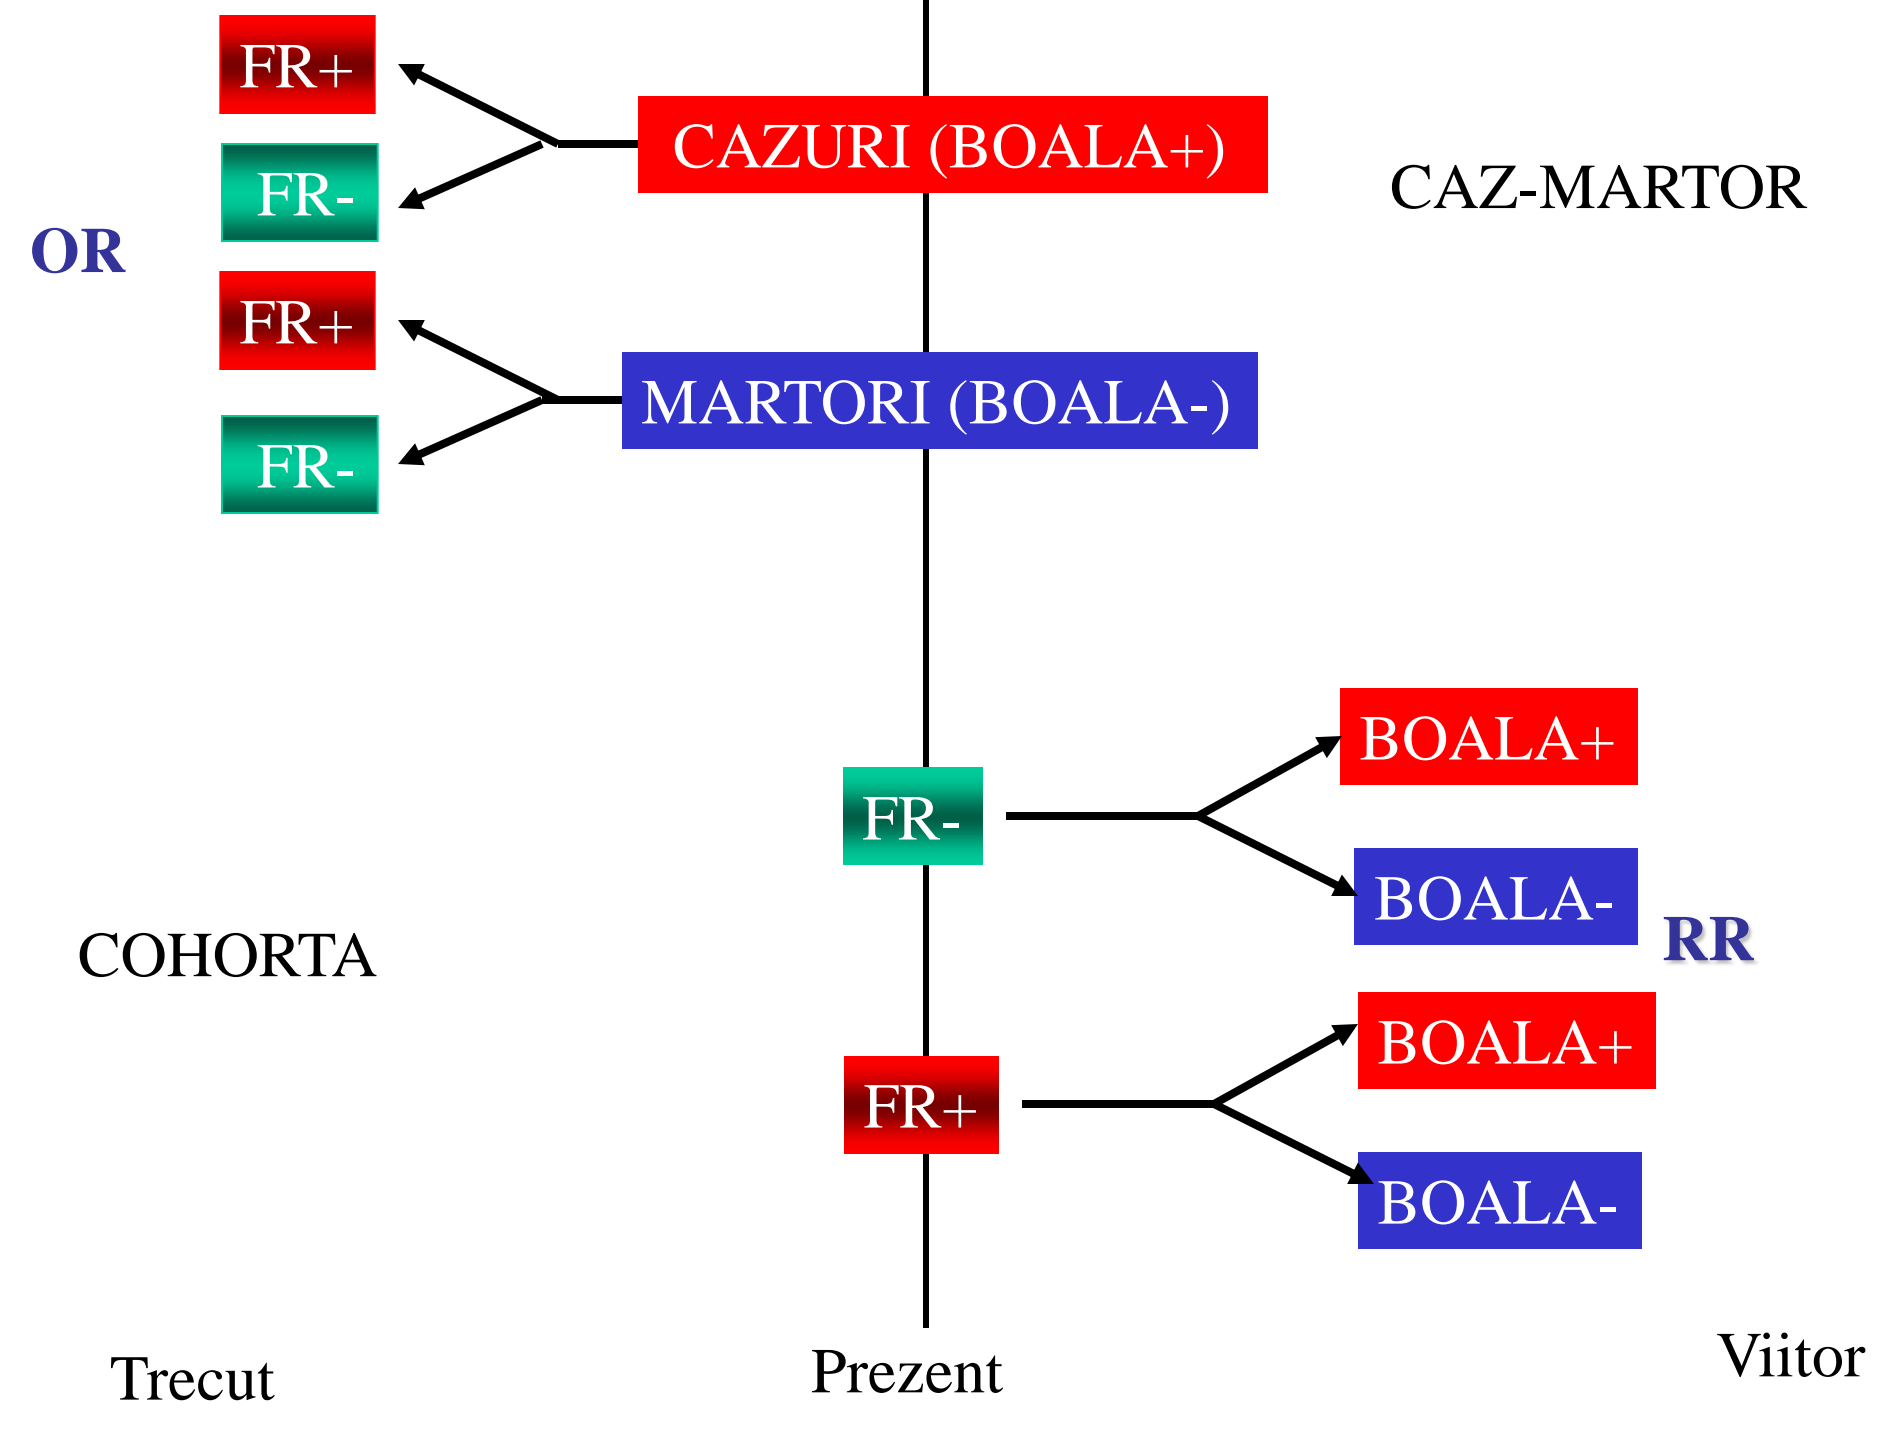 FR+
CAZURI (BOALA+)
CAZ-MARTOR
FR-
OR
FR+
MARTORI (BOALA-)
FR-
BOALA+
FR-
BOALA-
RR
COHORTA
BOALA+
FR+
BOALA-
Trecut
Prezent
Viitor